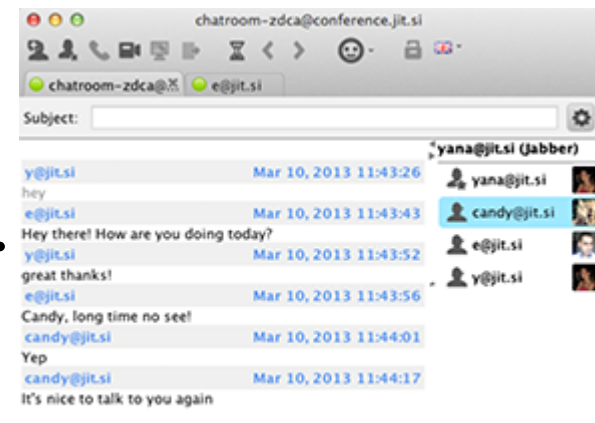 chatroom-zdca@conference.jit.si
chatroom-zdca@ e@jit.si
Subject:
yana@jit.si (Jabber)
y@jit.si Mar 10, 2013 11:43:26
hey
e@jit.si Mar 10, 2013 11:43:43
Hey there! How are you doing today?
y@jit.si Mar 10, 2013 11:43:52
great thanks!
e@jit.si Mar 10, 2013 11:43:56
Candy, long time no see!
candy@jit.si Mar 10, 2013 11:44:01
Yep
candy@jit.si Mar 10, 2013 11:44:17
It's nice to talk to you again
yana@jit.si
candy@jit.si
e@jit.si
y@jit.si